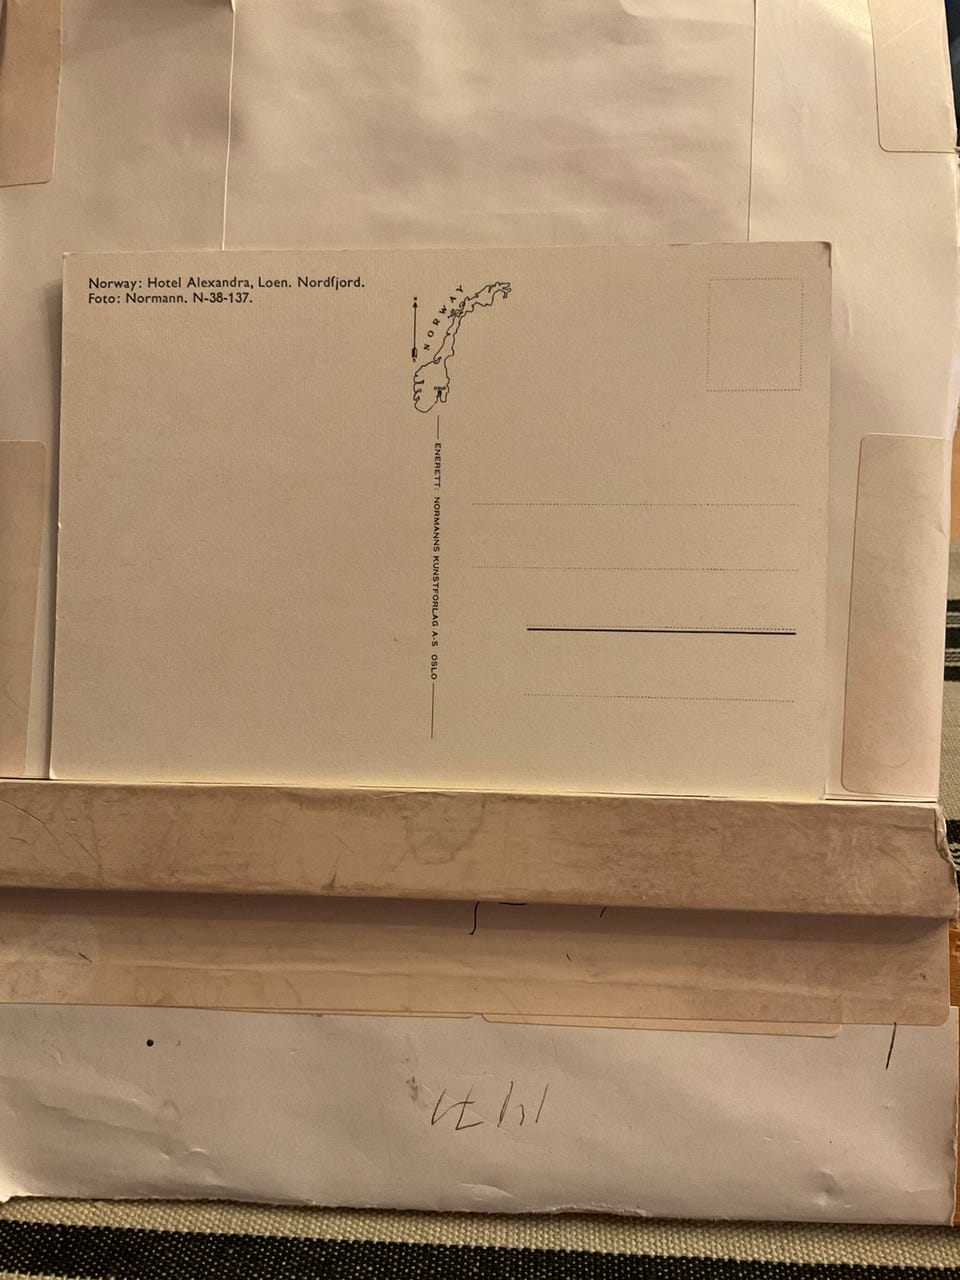 Norway: Hotel Alexandra, Loen. Nordfjord.
Foto: Normann. N-38-137.
NORWAY
ENERETT: NORMANNS KUNSTFORLAG A-S OSLO